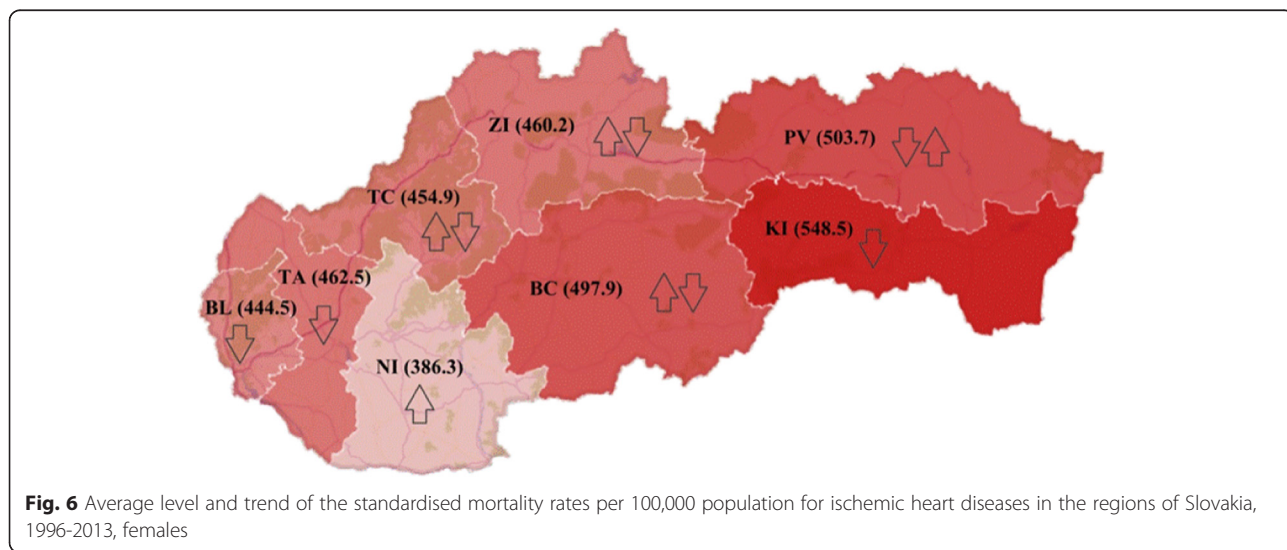 ZI (460.2)
PV (503.7)
TC (454.9)
KI (548.5)
TA (462.5)
BC (497.9)
BL (444.5)
NI (386.3)
Fig. 6 Average level and trend of the standardised mortality rates per 100,000 population for ischemic heart diseases in the regions of Slovakia,
1996-2013, females